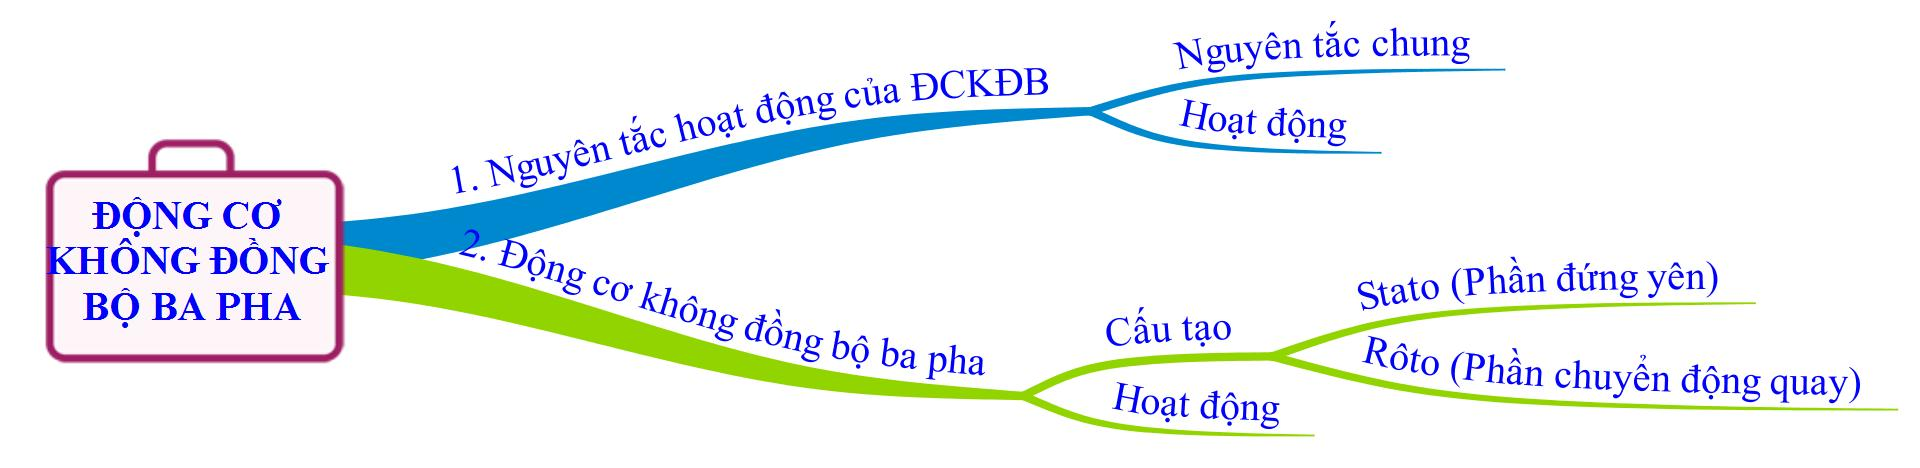 ĐỘNG CƠ
KHÔNG ĐỒNG
BỘ BA PHA
1. Nguyên tắc hoạt động của ĐCKĐB
Nguyên tắc chung
Hoạt động
2. Động cơ không đồng bộ ba pha
Cấu tạo
Stato (Phần đứng yên)
Rôto (Phần chuyển động quay)
Hoạt động